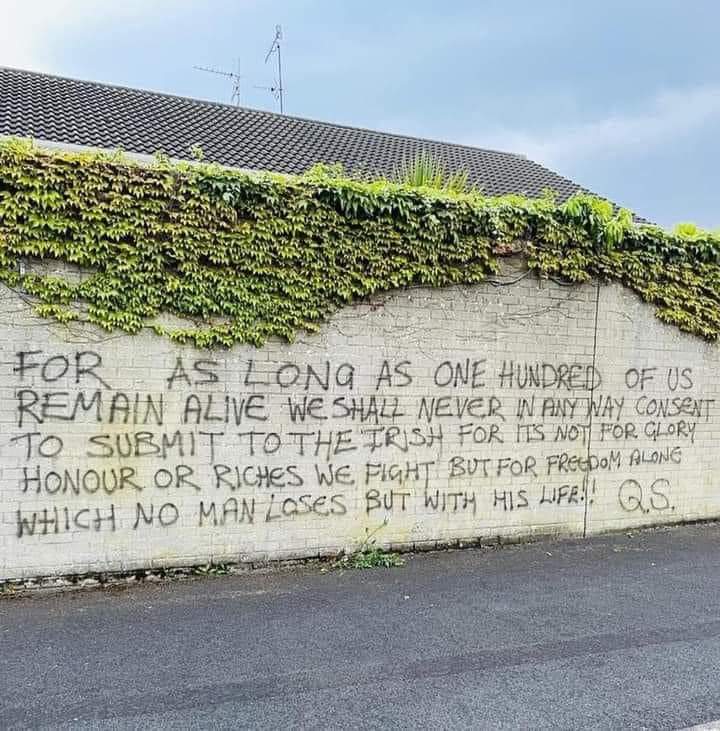 FOR AS LONG AS ONE HUNDRED OF US
REMAIN ALIVE WE SHALL NEVER IN ANY WAY CONSENT
TO SUBMIT TO THE IRISH FOR ITS NOT FOR GLORY
HONOUR OR RICHES WE FIGHT BUT FOR FREEDOM ALONE
WHICH NO MAN LOSES BUT WITH HIS LIFE!! Q.S.